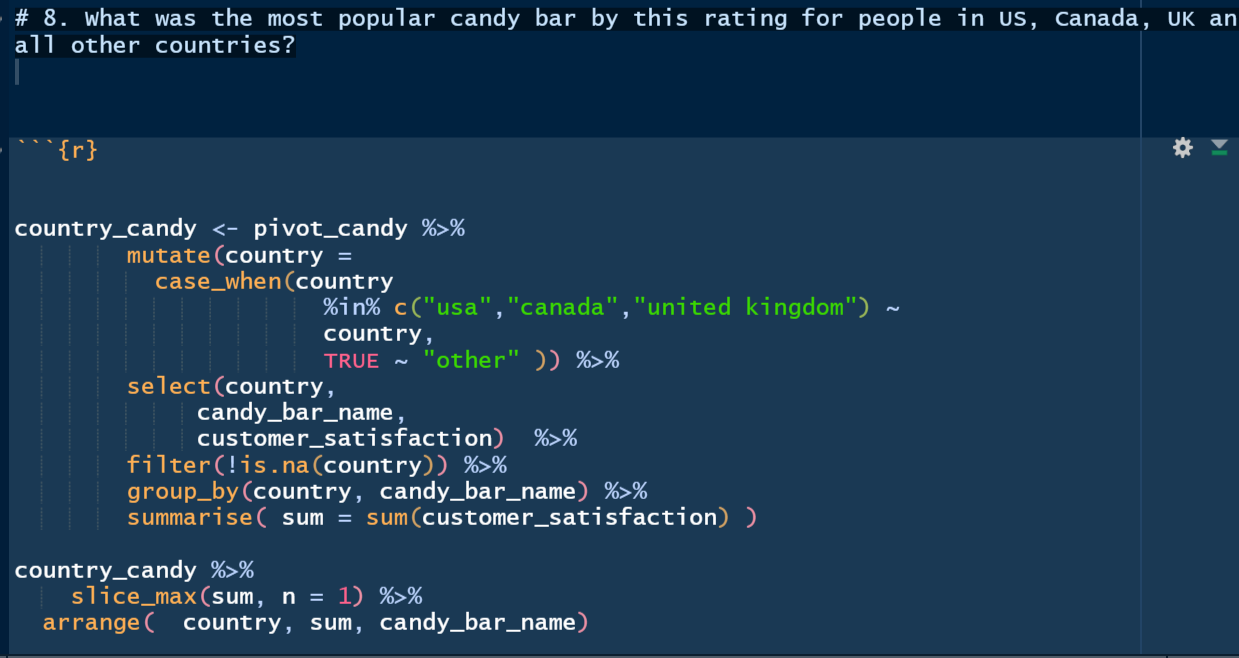 # 8. What was the most popular candy bar by this rating for people in US, Canada, UK an
all other countries?
```{r}
country_candy <- pivot_candy %>%
mutate(country =
case_when(country
%in% c("usa","canada","united kingdom") ~
country,
TRUE ~ "other" )) %>%
select(country,
candy_bar_name,
customer_satisfaction)  %>%
filter(!is.na(country)) %>%
group_by(country, candy_bar_name) %>%
summarise( sum = sum(customer_satisfaction) )
country_candy %>%
slice_max(sum, n = 1) %>%
arrange(  country, sum, candy_bar_name)